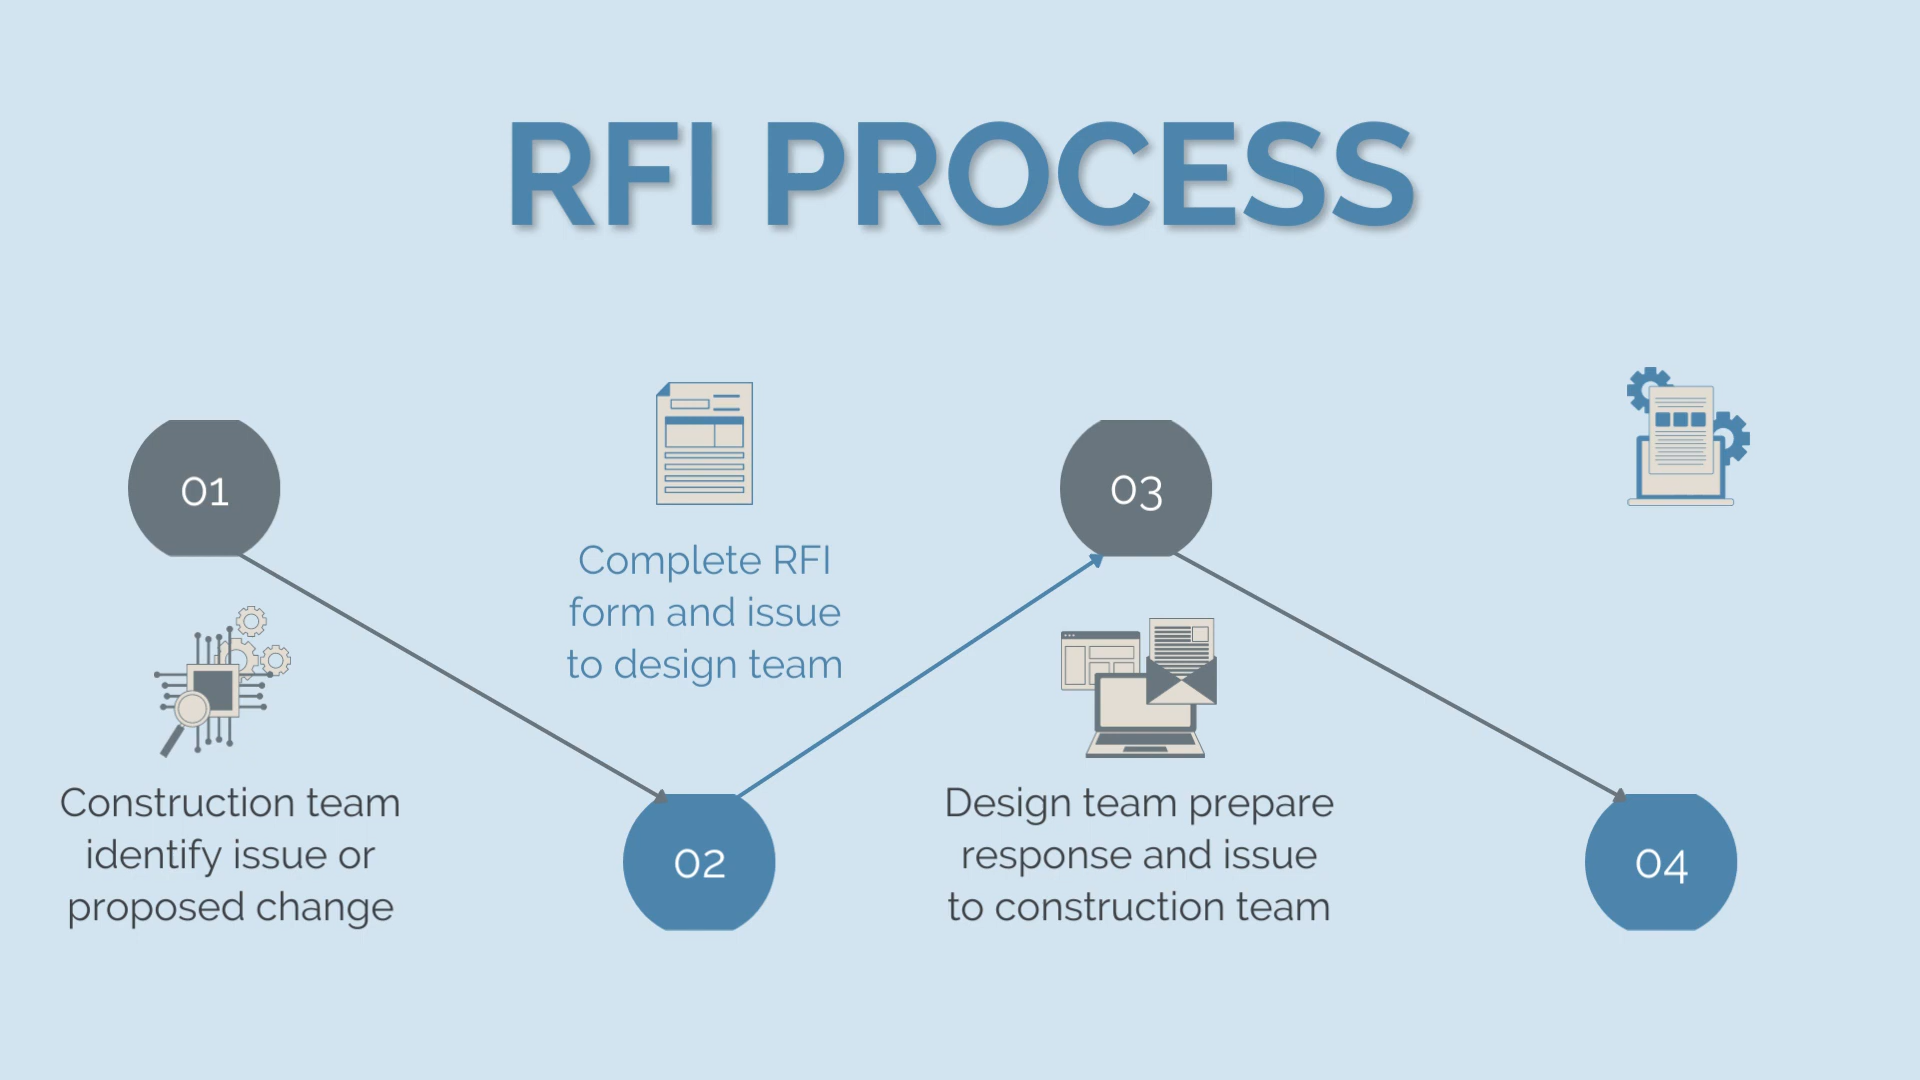 RFI PROCESS
01
Construction team
identify issue or
proposed change
Complete RFI
form and issue
to design team
02
03
Design team prepare
response and issue
to construction team
04